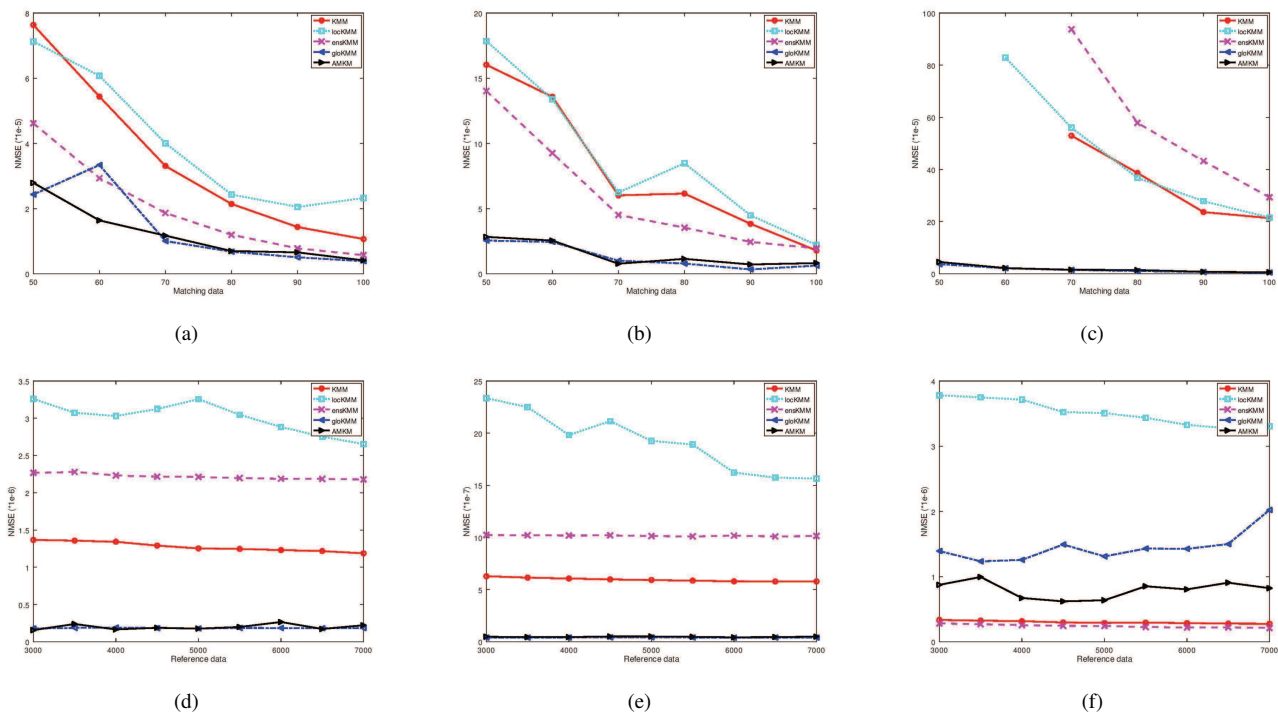 8
6
4
2
0
NMSE (*1e-5)
50 60 70 80 90 100
Matching data
KMM
locKMM
ensKMM
gloKMM
AMKM
(a)
20
15
10
5
0
NMSE (*1e-5)
50 60 70 80 90 100
Matching data
KMM
locKMM
ensKMM
gloKMM
AMKM
(b)
100
80
60
40
20
0
NMSE (*1e-5)
50 60 70 80 90 100
Matching data
KMM
locKMM
ensKMM
gloKMM
AMKM
(c)
3.5
3
2.5
2
1.5
1
0.5
0
NMSE (*1e-6)
3000 4000 5000 6000 7000
Reference data
KMM
locKMM
ensKMM
gloKMM
AMKM
(d)
25
20
15
10
5
0
NMSE (*1e-7)
3000 4000 5000 6000 7000
Reference data
KMM
locKMM
ensKMM
gloKMM
AMKM
(e)
4
3
2
1
0
NMSE (*1e-6)
3000 4000 5000 6000 7000
Reference data
KMM
locKMM
ensKMM
gloKMM
AMKM
(f)